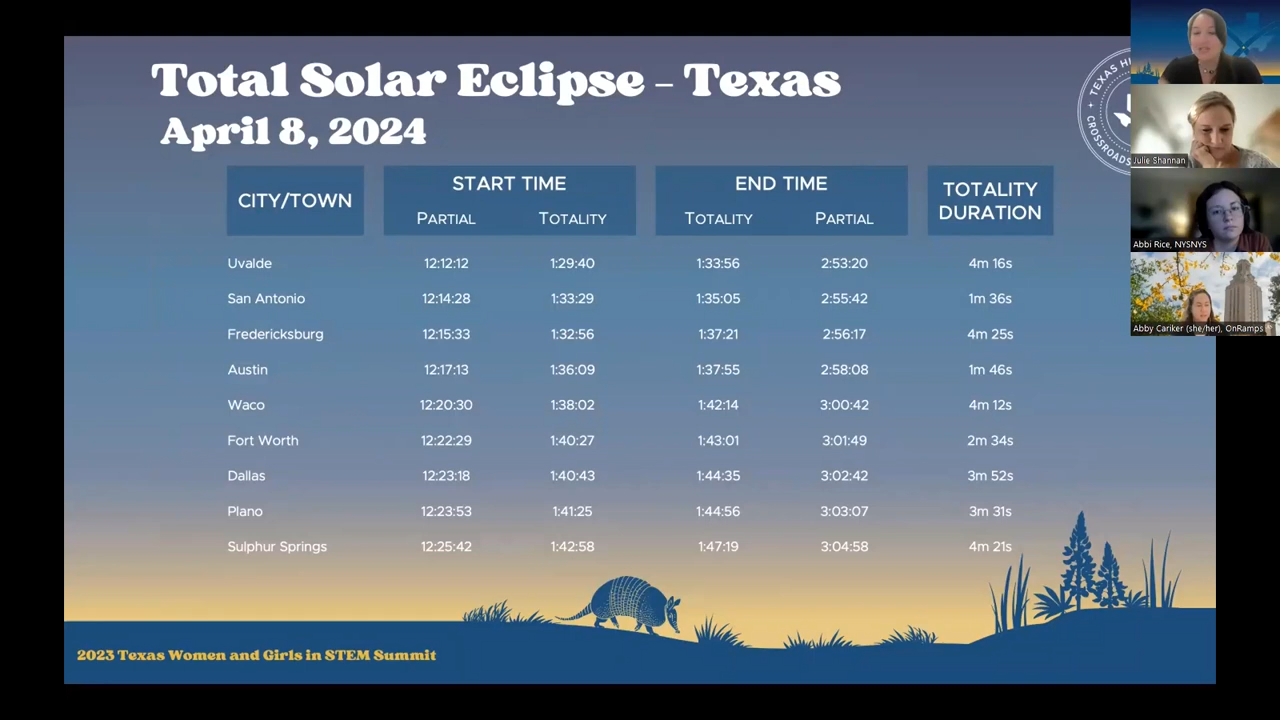 Total Solar Eclipse – Texas
April 8, 2024
CITY/TOWN START TIME END TIME TOTALITY DURATION
PARTIAL TOTALITY TOTALITY PARTIAL
Uvalde 12:12:12 1:29:40 1:33:56 2:53:20 4m 16s
San Antonio 12:14:28 1:33:29 1:35:05 2:55:42 1m 36s
Fredericksburg 12:15:33 1:32:56 1:37:21 2:56:17 4m 25s
Austin 12:17:13 1:36:09 1:37:55 2:58:08 1m 46s
Waco 12:20:30 1:38:02 1:42:14 3:00:42 4m 12s
Fort Worth 12:22:29 1:40:27 1:43:01 3:01:49 2m 34s
Dallas 12:23:18 1:40:43 1:44:35 3:02:42 3m 52s
Plano 12:23:53 1:41:25 1:44:56 3:03:07 3m 31s
Sulphur Springs 12:25:42 1:42:58 1:47:19 3:04:58 4m 21s
2023 Texas Women and Girls in STEM Summit
TEXAS
CROSSROADS
Julie Shannan
Abbi Rice, NYSNYS
Abby Cariker (she/her), OnRamps